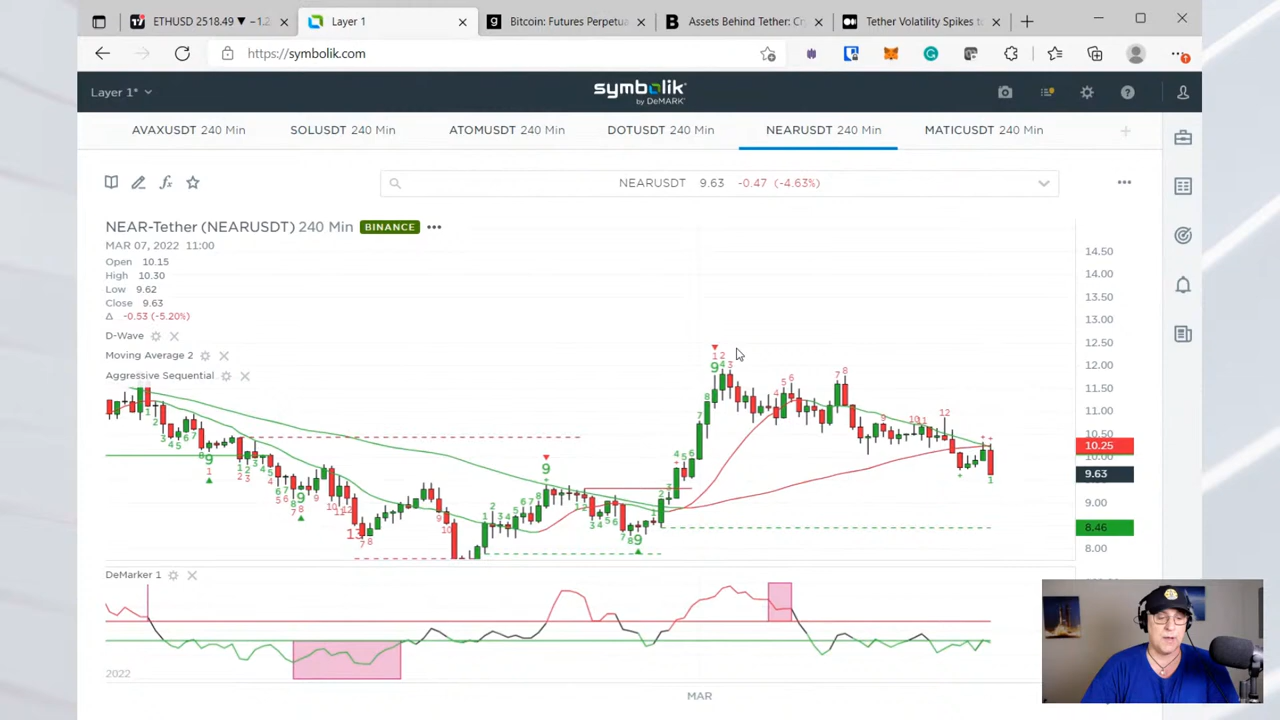 ETHUSD 2518.49 ▼ −1.2
Layer 1
Bitcoin: Futures Perpetua
Assets Behind Tether: Cr
Tether Volatility Spikes to
https://symbolik.com
Layer 1*
symbolik
by DeMARK
AVAXUSDT 240 Min
SOLUSDT 240 Min
ATOMUSDT 240 Min
DOTUSDT 240 Min
NEARUSDT 240 Min
MATICUSDT 240 Min
NEARUSDT 9.63 -0.47 (-4.63%)
NEAR-Tether (NEARUSDT) 240 Min BINANCE
MAR 07, 2022 11:00
Open 10.15
High 10.30
Low 9.62
Close 9.63
Δ -0.53 (-5.20%)
D-Wave
Moving Average 2
Aggressive Sequential
14.50
14.00
13.50
13.00
12.50
12.00
11.50
11.00
10.50
10.25
10.00
9.63
9.00
8.46
8.00
DeMarker 1
2022
MAR